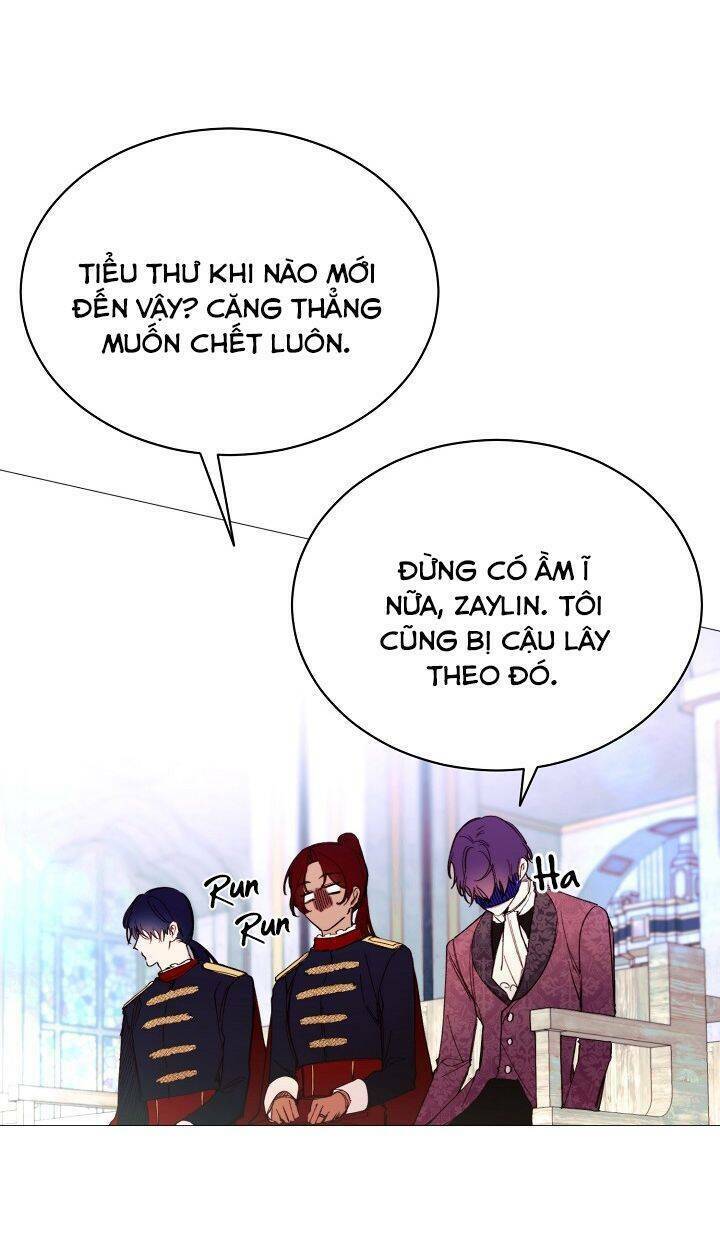 TIỂU THƯ KHI NÀO MỚI
ĐẾN VẬY? CĂNG THẲNG
MUỐN CHẾT LUÔN.
ĐỪNG CÓ ẦM Ĩ
NỮA, ZAYLIN. TÔI
CŨNG BỊ CẬU LÂY
THEO ĐÓ.
Run
Run
Ha